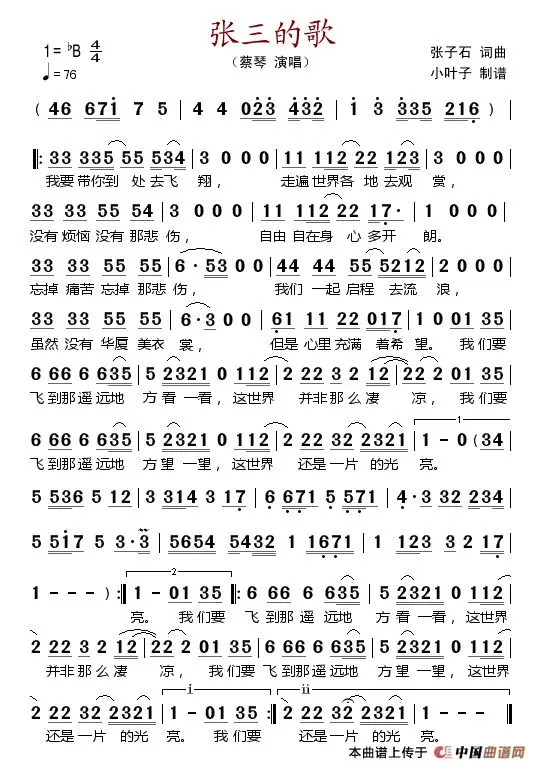 张三的歌
1=♭B 4/4
（蔡琴 演唱）
张子石 词曲
♩=76
小叶子 制谱
( 46 671 7 5 | 4 4 023 432 | 1 3 335 216 )
|: 33 335 55 534 | 3 0 0 0 | 11 112 22 123 | 3 0 0 0 |
我要带你到 处去飞 翔， 走遍世界各 地去观 赏，
33 33 55 54 | 3 0 0 0 | 11 112 22 17· | 1 0 0 0 |
没有烦恼没有那悲伤， 自由自在身 心多开 朗。
33 33 55 55 | 6·53 0 0 | 44 44 555 5212 | 2 0 0 0 |
忘掉 痛苦忘掉 那悲 伤， 我们 一起 启程 去流 浪，
33 33 55 55 | 6·3 0 0 | 61 11 22 017 | 1 0 01 35 |
虽然 没有 华厦 美衣 裳， 但是心里充满 着希 望。我们要
6 66 6 635 | 5 2321 0 112 | 2 22 3 2 12 | 22 2 01 35 |
飞到那遥远地 方看一看，这世界 并非那么凄 凉，我们要
6 66 6 635 | 5 2321 0 112 | 2 22 32 2321 | 1 - 0 (34 |
飞到那遥远地 方望一望，这世界 还是一片的光 亮。
5 536 5 12 | 3 314 3 17 | 6 671 5 571 | 4·3 32 234 |
5 517 5 3·3 | 5654 5432 1 1671 | 1 1 3 2 17 |
1 - - - ) :| 1 - 01 35 |: 6 66 6 635 | 5 2321 0 112 |
亮。 我们要 飞到那遥 远地 方看一看，这世界
2 22 3 2 12 | 22 2 01 35 | 6 66 6 635 | 5 2321 0 112 |
并非那么凄 凉，我们要 飞到那遥远地 方望一望，这世界
2 22 32 2321 | 1 - 01 35 :| 2 22 32 2321 | 1 - - - ||
还是一片的光 亮。我们要 还是一片的光 亮。
本曲谱上传于 中国曲谱网